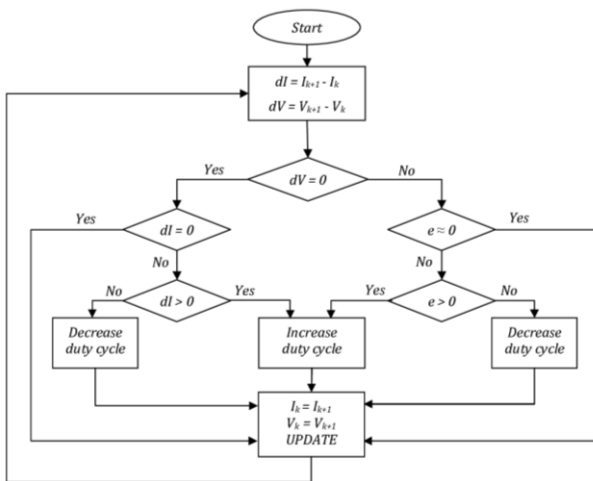 Start
dI = Iₖ₊₁ - Iₖ
dV = Vₖ₊₁ - Vₖ
Yes
dV = 0
No
Yes
dI = 0
e ≈ 0
Yes
No
No
No
dI > 0
Yes
Yes
e > 0
No
Decrease
duty cycle
Increase
duty cycle
Decrease
duty cycle
Iₖ = Iₖ₊₁
Vₖ = Vₖ₊₁
UPDATE